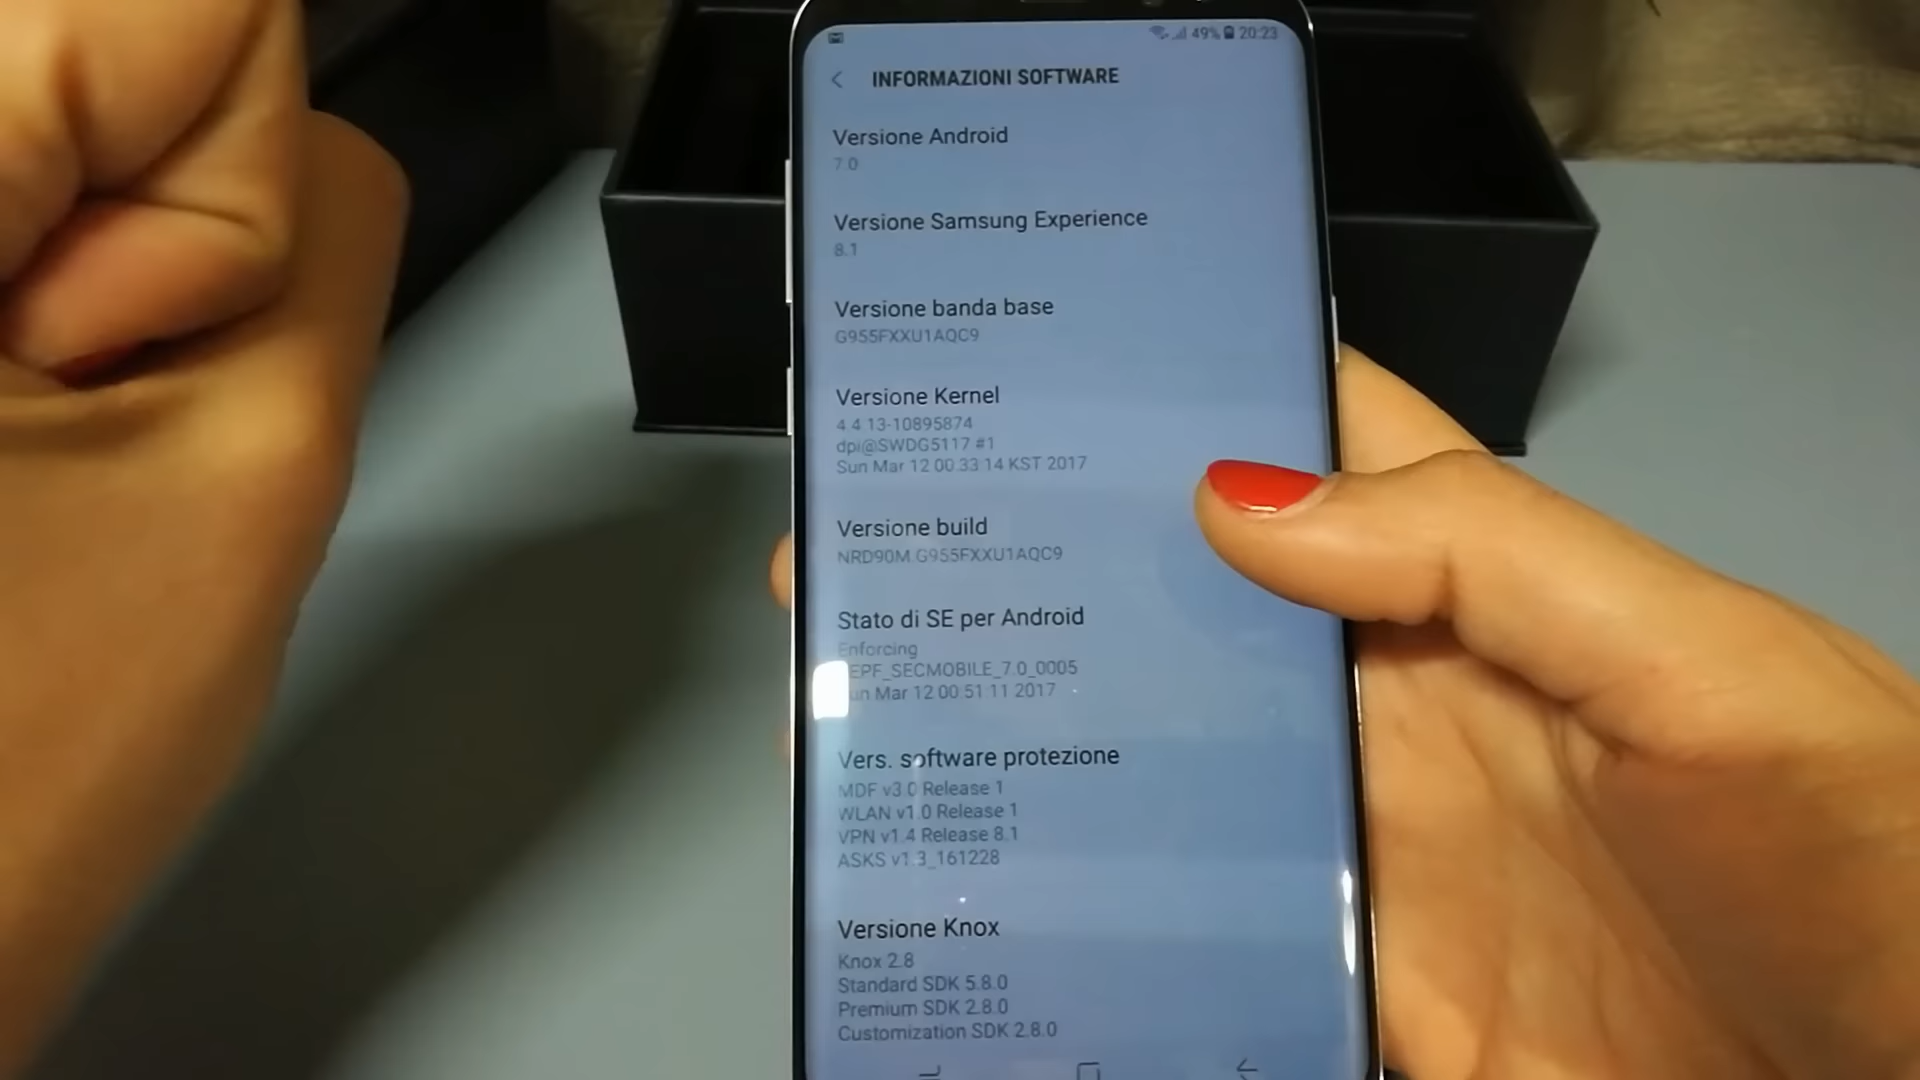 49% 20:23
INFORMAZIONI SOFTWARE
Versione Android
7.0
Versione Samsung Experience
8.1
Versione banda base
G955FXXU1AQC9
Versione Kernel
4.4.13-10895874
dpi@SWDG5117 #1
Sun Mar 12 00:33:14 KST 2017
Versione build
NRD90M.G955FXXU1AQC9
Stato di SE per Android
Enforcing
EPF_SECMOBILE_7.0_0005
un Mar 12 00:51:11 2017
Vers. software protezione
MDF v3.0 Release 1
WLAN v1.0 Release 1
VPN v1.4 Release 8.1
ASKS v1.3_161228
Versione Knox
Knox 2.8
Standard SDK 5.8.0
Premium SDK 2.8.0
Customization SDK 2.8.0